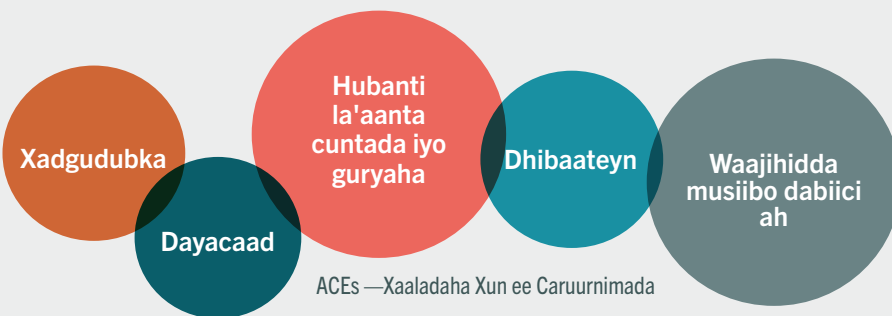 Xadgudubka
Dayacaad
Hubanti
la'aanta
cuntada iyo
guryaha
Dhibaateyn
Waajihidda
musiibo dabiici
ah
ACEs —Xaaladaha Xun ee Caruurnimada